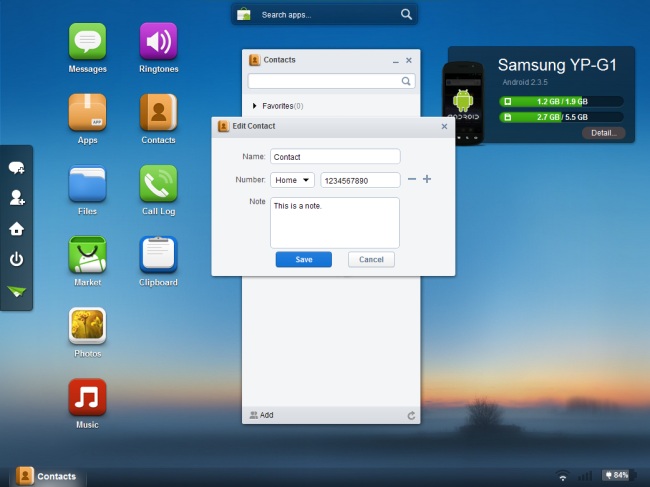 Search apps...
Messages
Ringtones
Contacts
Samsung YP-G1
Android 2.3.5
Favorites(0)
1.2 GB / 1.9 GB
2.7 GB / 5.5 GB
ANDROID
Detail...
APP
Apps
Contacts
Edit Contact
Name:
Contact
Number:
Home
1234567890
Note
This is a note.
Save
Cancel
Files
Call Log
Market
Clipboard
Photos
Music
Add
Contacts
84%